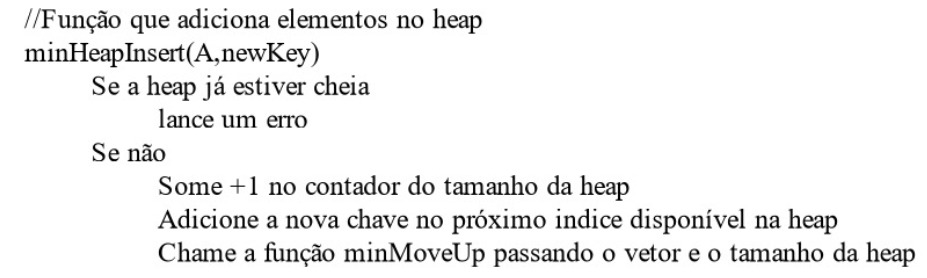 //Função que adiciona elementos no heap
minHeapInsert(A,newKey)
Se a heap já estiver cheia
lance um erro
Se não
Some +1 no contador do tamanho da heap
Adicione a nova chave no próximo indice disponível na heap
Chame a função minMoveUp passando o vetor e o tamanho da heap